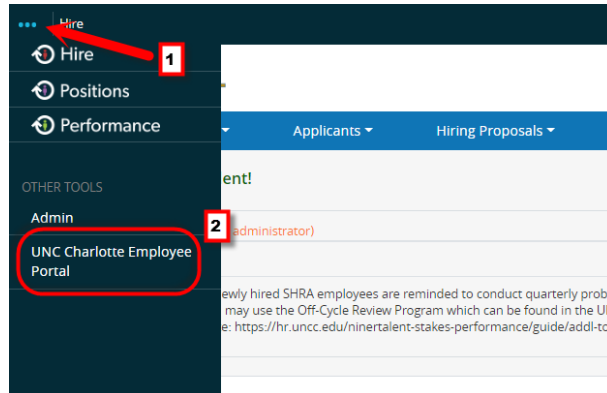 ••• Hire
1
Hire
Positions
Performance
Applicants Hiring Proposals
ent!
OTHER TOOLS
Admin
2
administrator)
UNC Charlotte Employee
Portal
ewly hired SHRA employees are reminded to conduct quarterly prob
may use the Off-Cycle Review Program which can be found in the U
e: https://hr.uncc.edu/ninertalent-stakes-performance/guide/addl-to